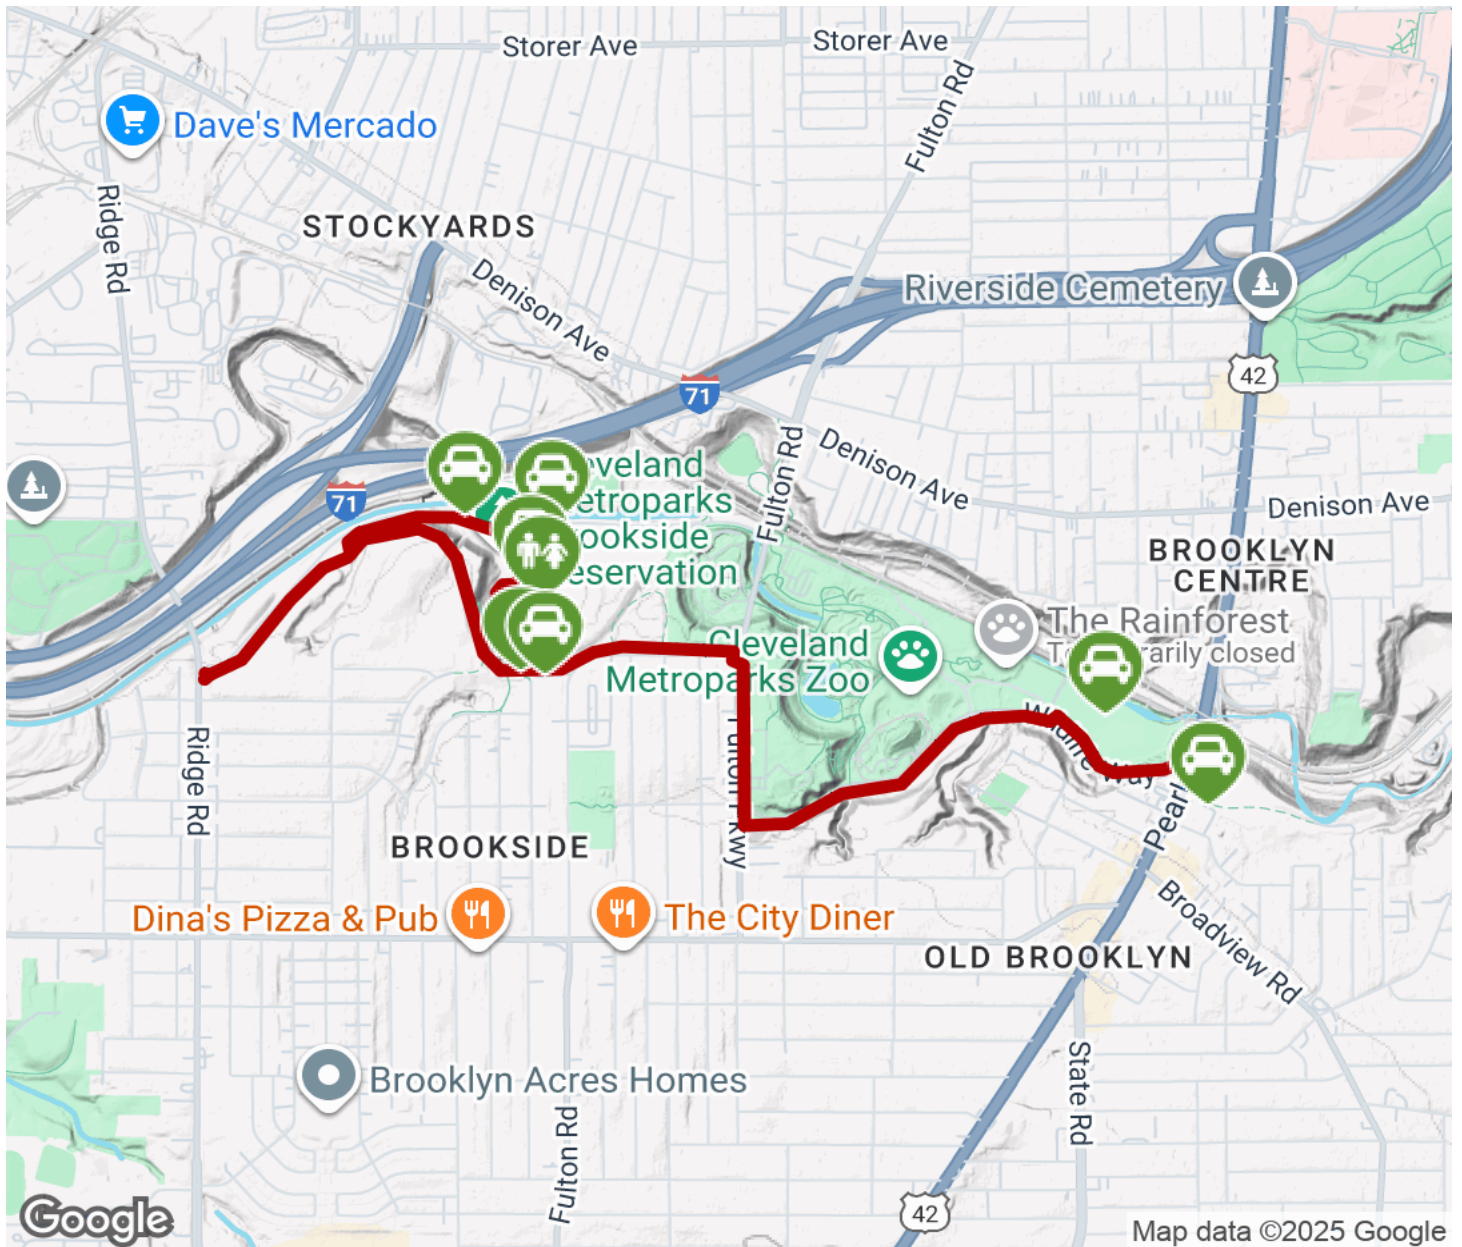 Storer Ave
Storer Ave
Fulton Rd
Dave's Mercado
Ridge Rd
STOCKYARDS
Denison Ave
Riverside Cemetery
42
71
71
Denison Ave
Fulton Rd
eveland
etroparks
ookside
eservation
Denison Ave
BROOKLYN
CENTRE
The Rainforest
arily closed
Cleveland
Metroparks Zoo
Ridge Rd
Pearl
BROOKSIDE
Dina's Pizza & Pub
The City Diner
Broadview Rd
OLD BROOKLYN
State Rd
Brooklyn Acres Homes
Fulton Rd
42
Google
Map data ©2025 Google